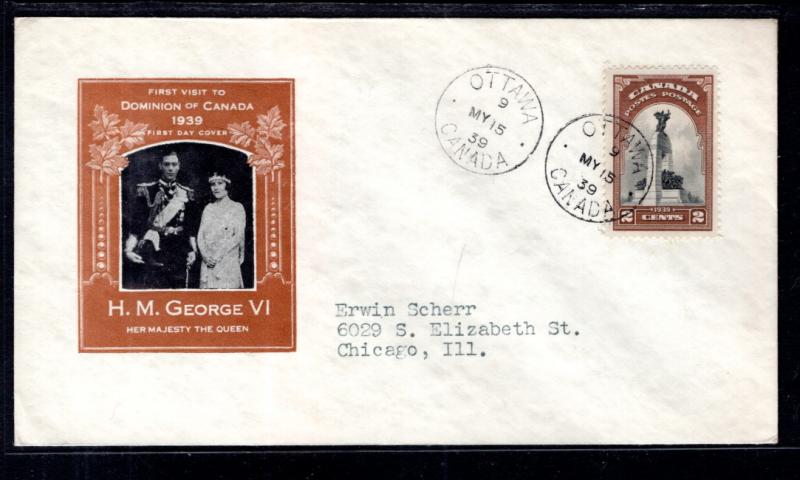 FIRST VISIT TO
DOMINION OF CANADA
1939
FIRST DAY COVER
H. M. GEORGE VI
HER MAJESTY THE QUEEN
OTTAWA
9
MY 15
39
CANADA
OTTAWA
9
MY 15
39
CANADA
CANADA
POSTES POSTAGE
1939
2 CENTS 2
Erwin Scherr
6029 S. Elizabeth St.
Chicago, Ill.